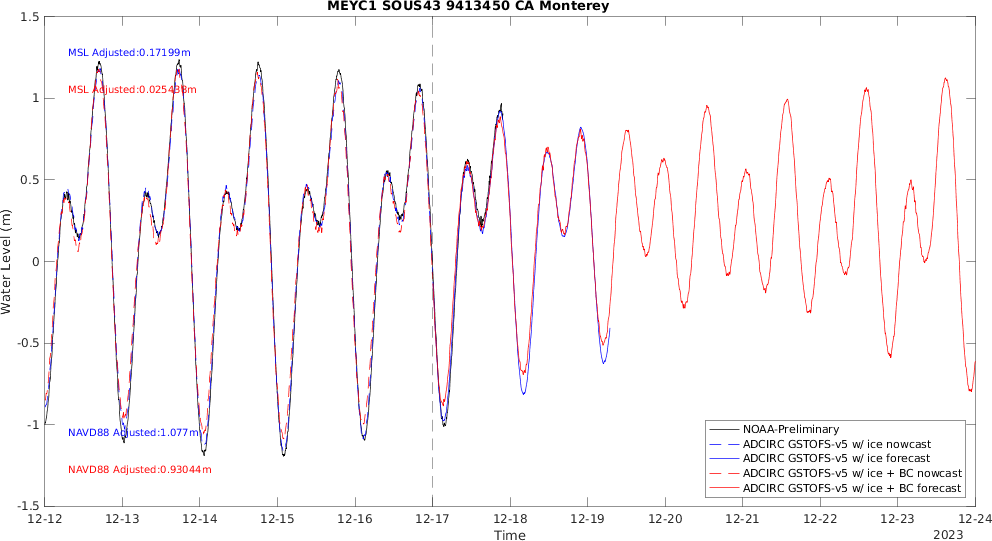 MEYC1 SOUS43 9413450 CA Monterey
1.5
1
0.5
0
-0.5
-1
-1.5
Water Level (m)
MSL Adjusted:0.17199m
MSL Adjusted:0.025438m
NAVD88 Adjusted:1.077m
NAVD88 Adjusted:0.93044m
NOAA-Preliminary
ADCIRC GSTOFS-v5 w/ ice nowcast
ADCIRC GSTOFS-v5 w/ ice forecast
ADCIRC GSTOFS-v5 w/ ice + BC nowcast
ADCIRC GSTOFS-v5 w/ ice + BC forecast
12-12 12-13 12-14 12-15 12-16 12-17 12-18 12-19 12-20 12-21 12-22 12-23 12-24
Time
2023